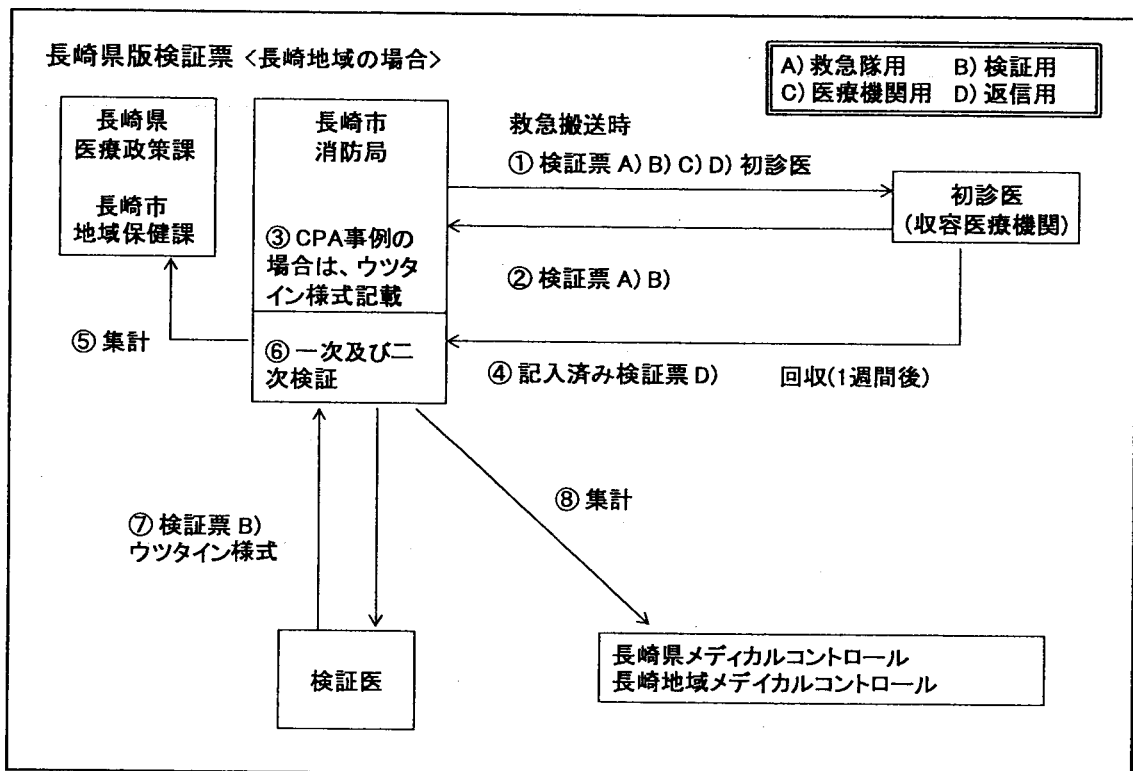 長崎県版検証票 <長崎地域の場合>
A) 救急隊用 B) 検証用
C) 医療機関用 D) 返信用
長崎県
医療政策課
長崎市
地域保健課
長崎市
消防局
救急搬送時
① 検証票 A) B) C) D) 初診医
初診医
(収容医療機関)
③ CPA事例の
場合は、ウツタ
イン様式記載
② 検証票 A) B)
⑤ 集計
⑥ 一次及び二
次検証
④ 記入済み検証票 D) 回収(1週間後)
⑧ 集計
⑦ 検証票 B)
ウツタイン様式
検証医
長崎県メディカルコントロール
長崎地域メデイカルコントロール